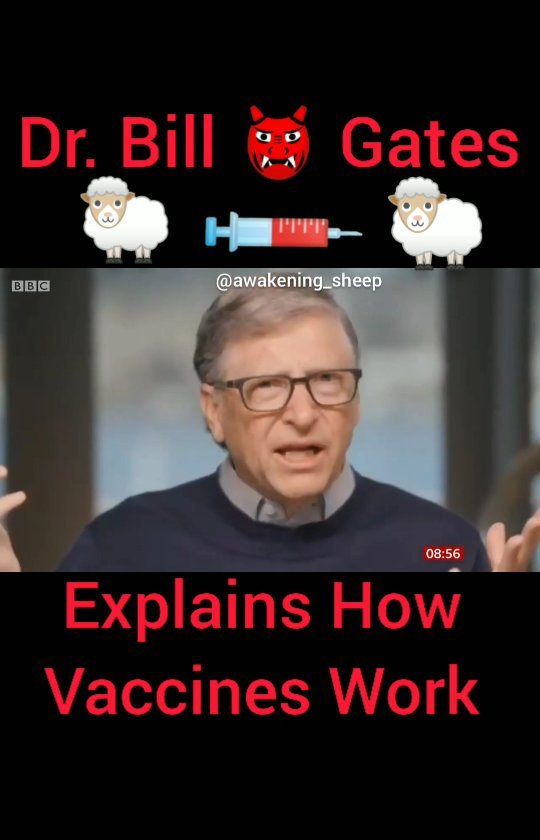 Dr. Bill 👹 Gates
@awakening_sheep
BBC
08:56
Explains How
Vaccines Work